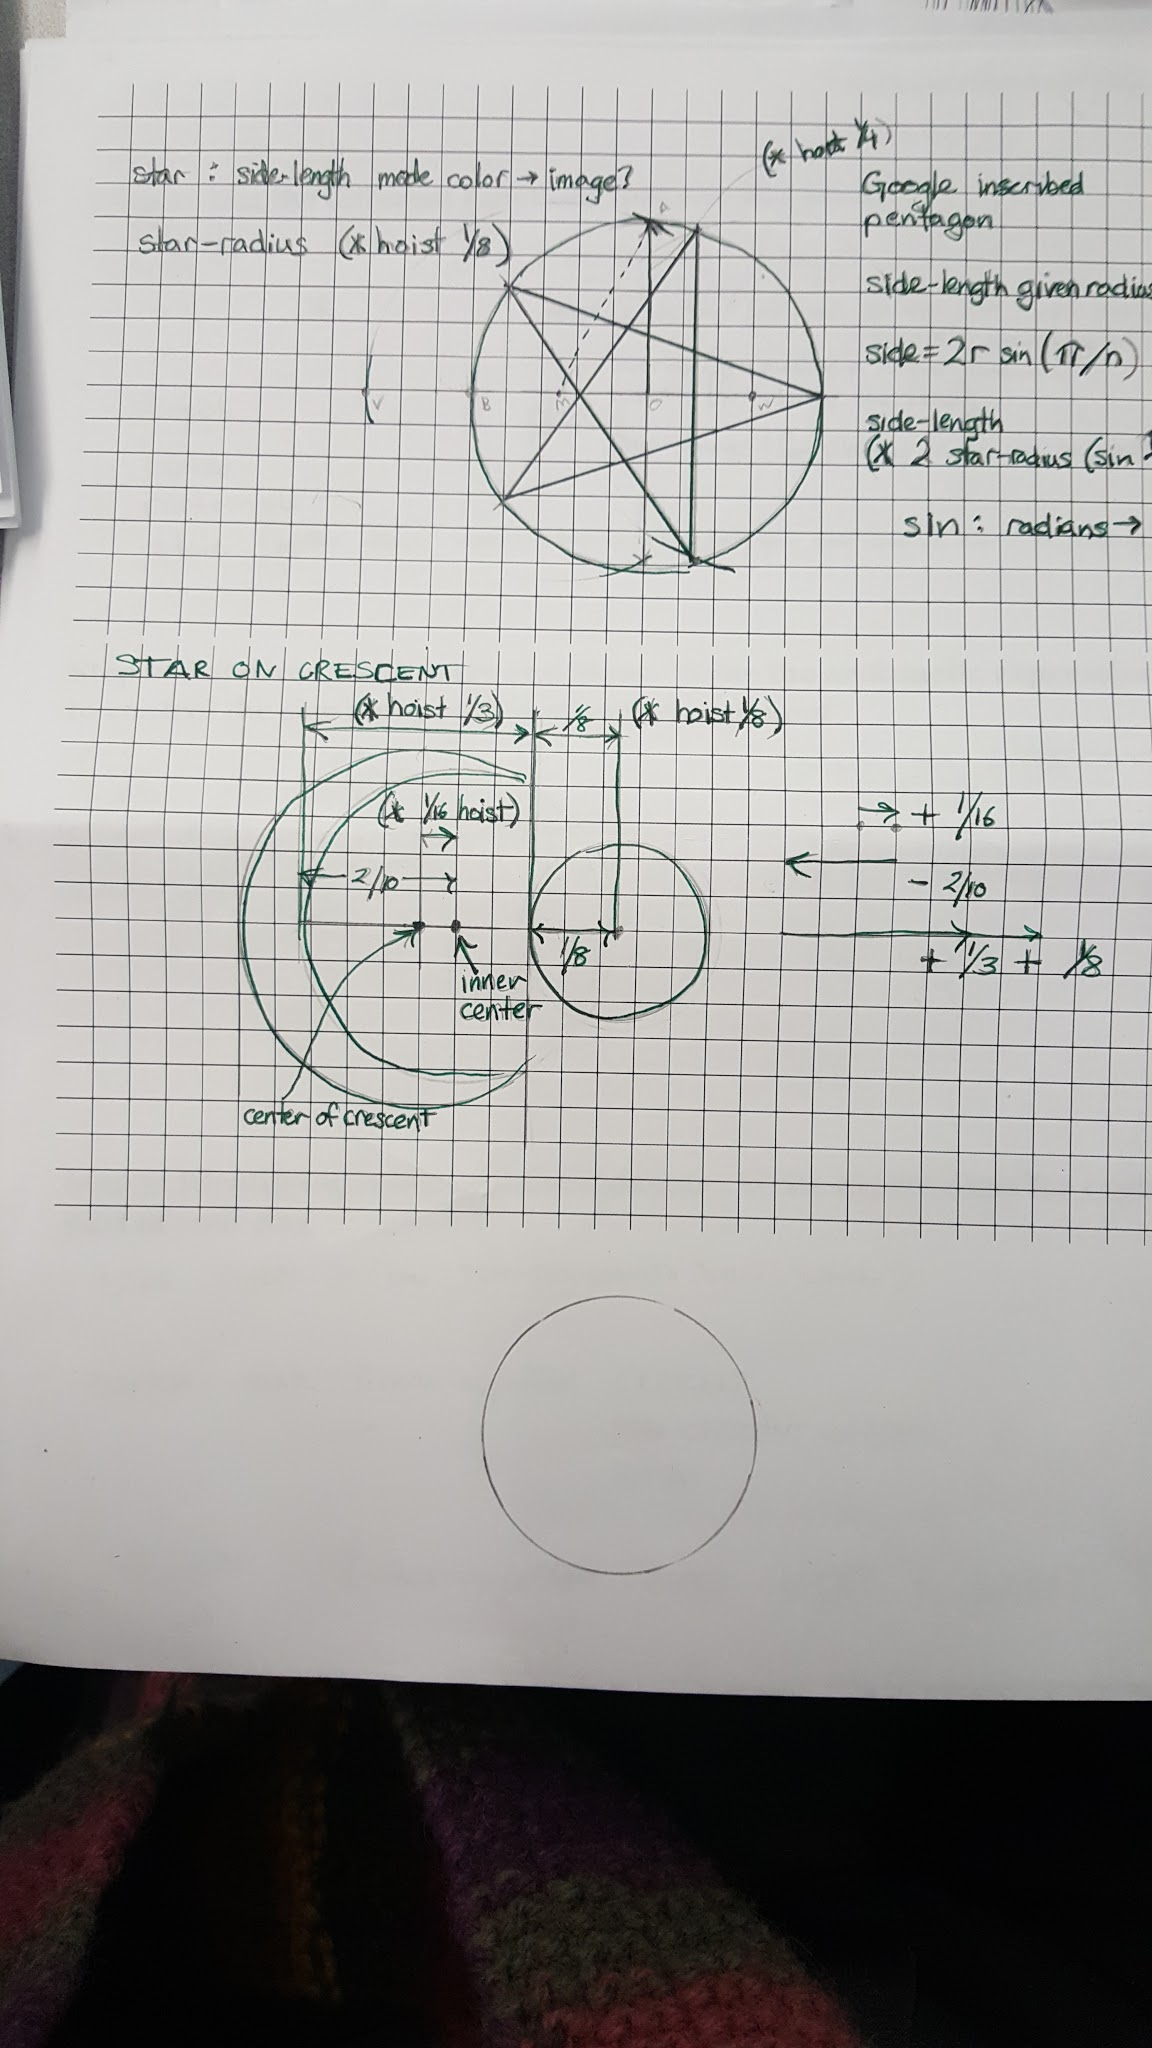 (* hoist 1/4)
star : side-length mode color → image?
star-radius (* hoist 1/8)
Google inscribed
pentagon
side-length given radius
side = 2r sin(π/n)
side-length
(* 2 star-radius (sin
sin : radians →
A
V B M O W
STAR ON CRESCENT
(* hoist 1/3) 1/8 (* hoist 1/8)
(* 1/16 hoist)
2/10
1/8
inner
center
center of crescent
+ 1/16
- 2/10
+ 1/3 + 1/8